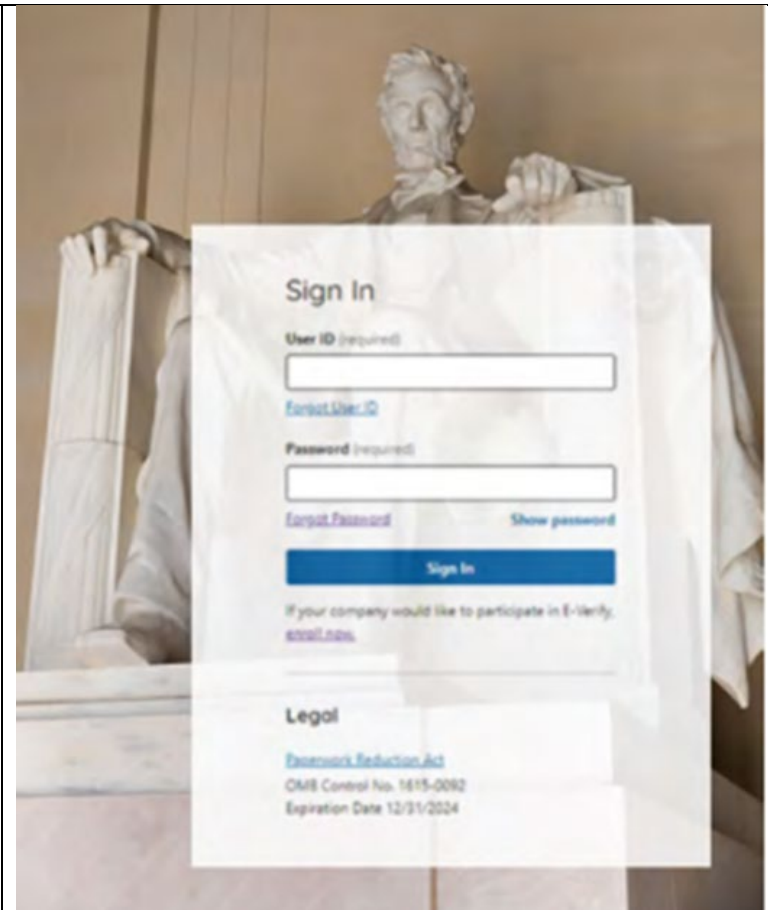 Sign In
User ID (required)
Forgot User ID
Password (required)
Forgot Password Show password
Sign In
If your company would like to participate in E-Verify,
enroll now.
Legal
Paperwork Reduction Act
OMB Control No. 1615-0092
Expiration Date 12/31/2024